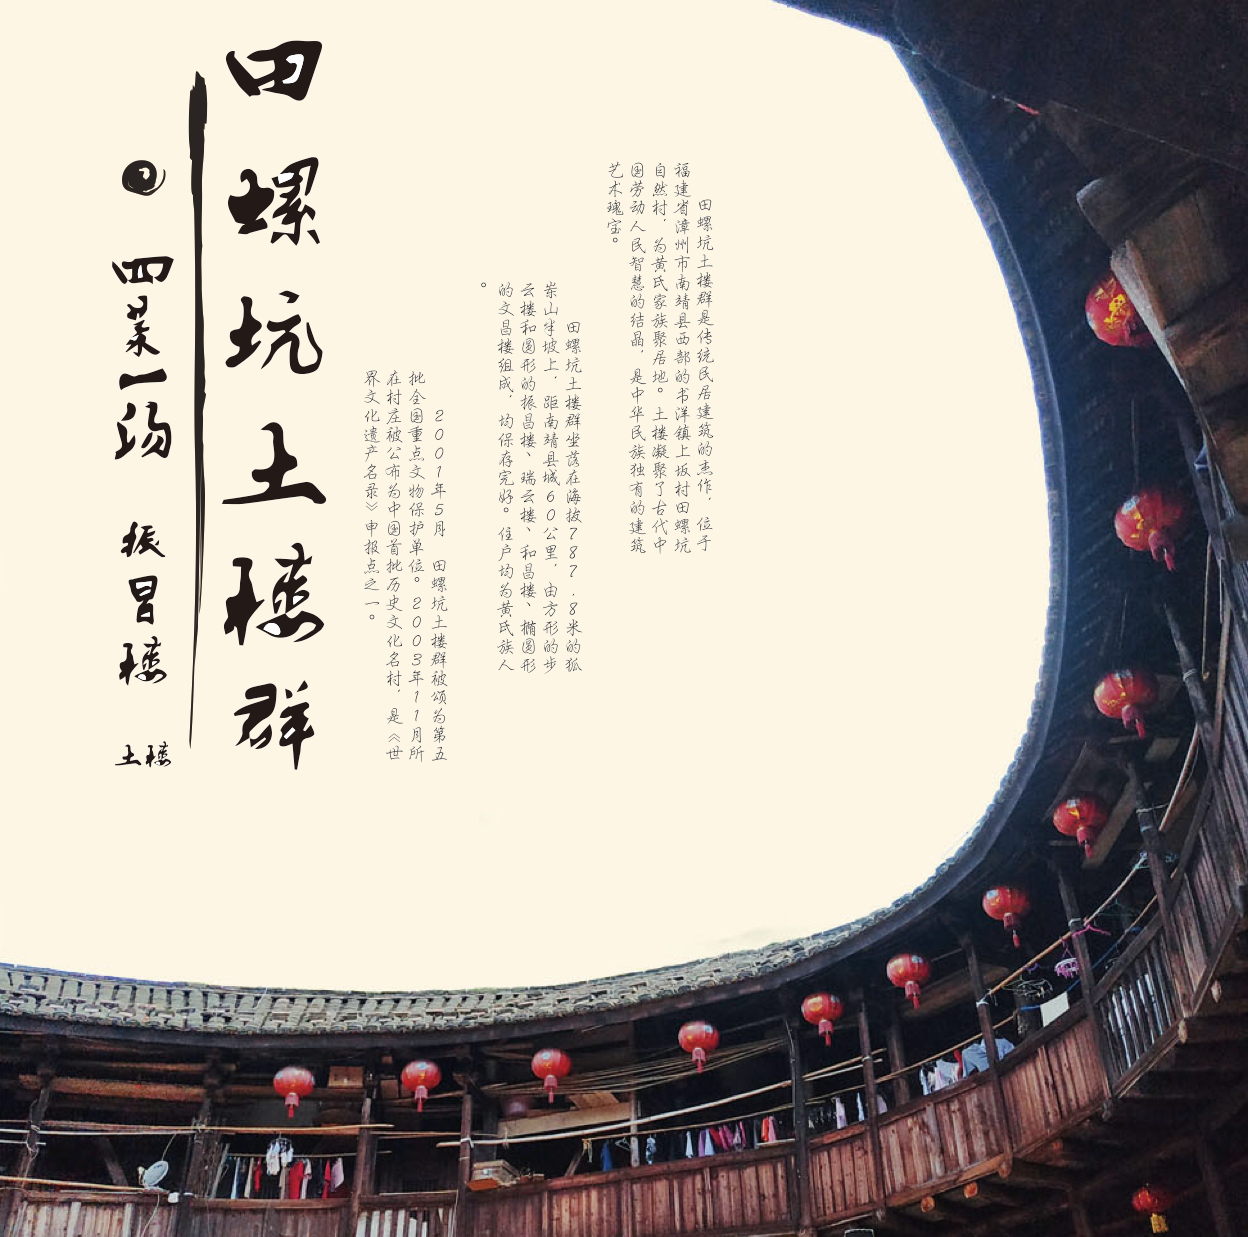 田螺坑土楼群是传统民居建筑的杰作,位于
福建省漳州市南靖县西部的书洋镇上坂村田螺坑
自然村,为黄氏家族聚居地。土楼凝聚了古代中
国劳动人民智慧的结晶,是中华民族独有的建筑
艺术瑰宝。
田螺坑土楼群坐落在海拔787.8米的狐
岽山半坡上,距南靖县城60公里,由方形的步
云楼和圆形的振昌楼、瑞云楼、和昌楼、椭圆形
的文昌楼组成,均保存完好。住户均为黄氏族人
。
2001年5月 田螺坑土楼群被颂为第五
批全国重点文物保护单位。2003年11月所
在村庄被公布为中国首批历史文化名村,是《世
界文化遗产名录》申报点之一。
田螺坑土楼群
四菜一汤 振昌楼 土楼